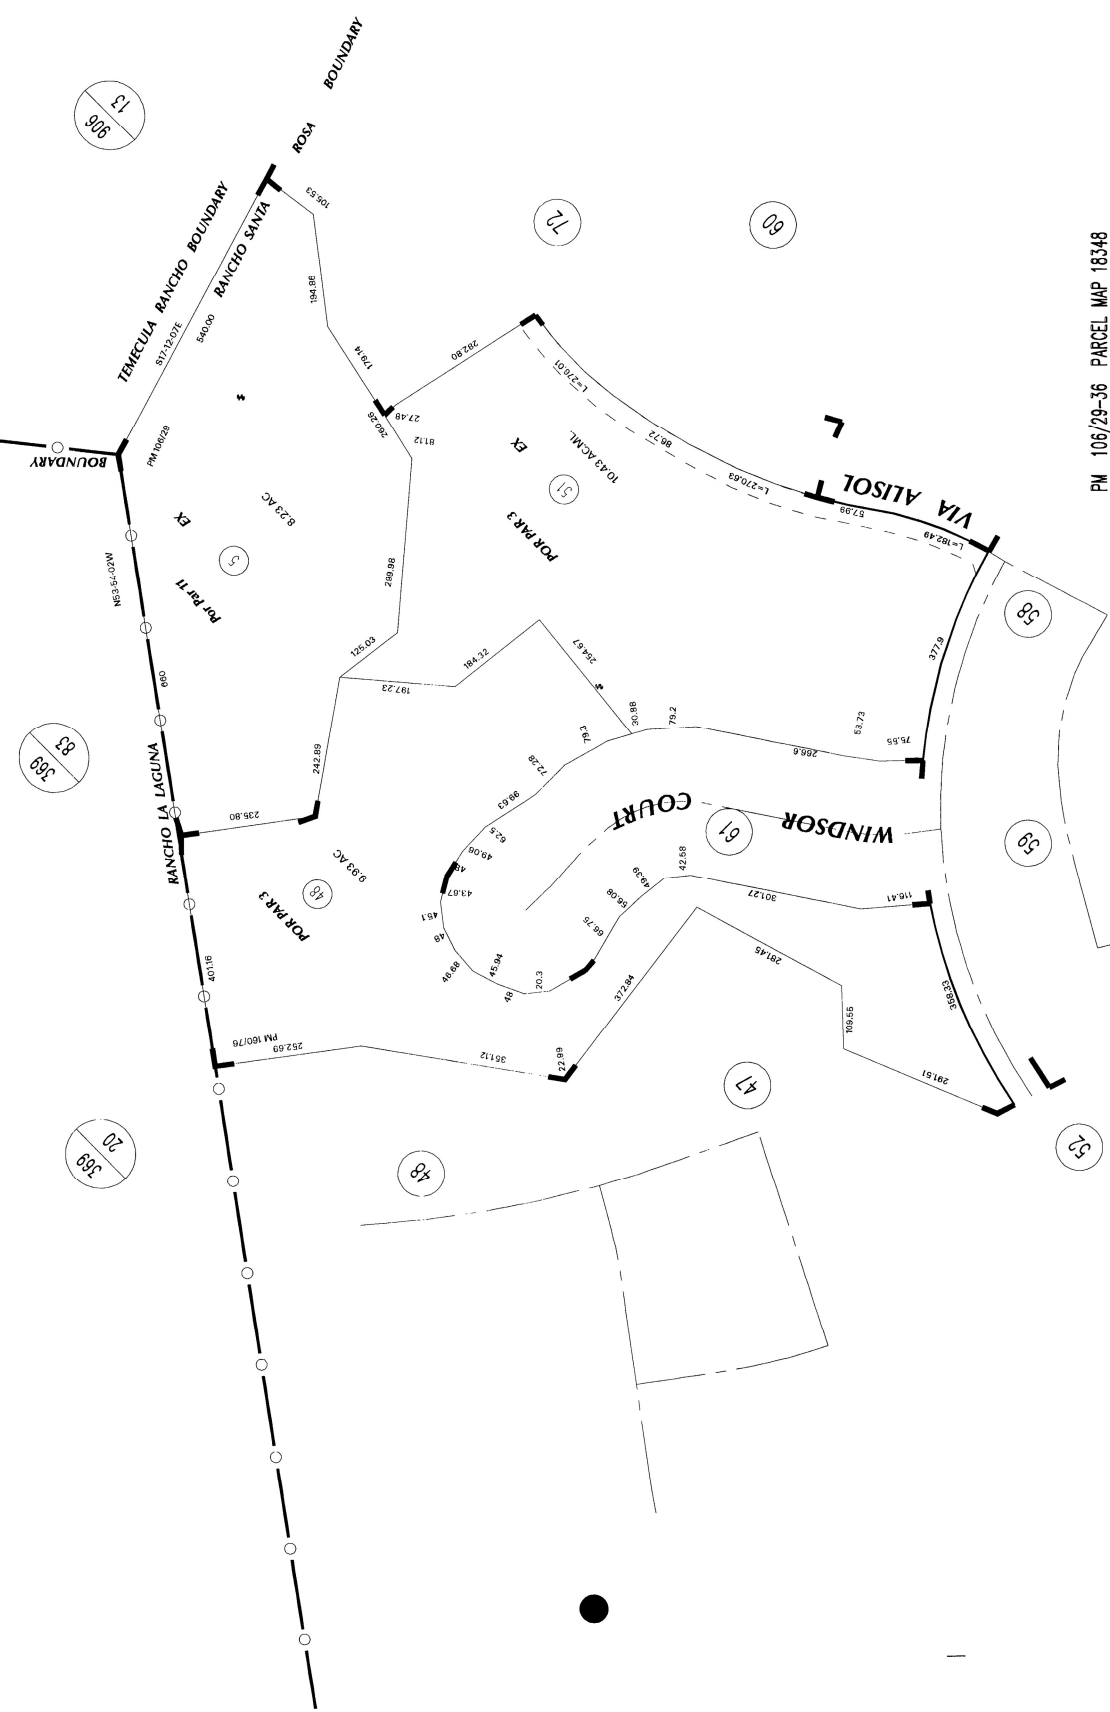 BOUNDARY
ROSA
906
13
105.53
TEMECULA RANCHO BOUNDARY
RANCHO SANTA
S17-12-07E
540.00
194.86
179.14
72
60
PM 106/29-36 PARCEL MAP 18348
282.80
L=276.01
27.48
260.26
81.12
86.72
BOUNDARY
PM 106/29
EX
10.43 AC.ML
51
POR PAR 3
L=270.63
VIA ALISOL
57.99
L=182.49
8.23 AC
EX
5
Por Par 11
N53-54-02W
299.98
58
125.03
184.32
254.67
197.23
377.9
660
369
83
RANCHO LA LAGUNA
242.89
235.80
79.3
30.88
79.2
53.73
75.55
266.6
72.28
99.63
62.5
49.06
48
43.67
45.1
48
46.68
45.94
48
20.3
66.75
56.08
49.39
42.58
COURT
61
WINDSOR
59
9.93 AC
48
POR PAR 3
301.27
116.41
401.16
372.84
281.45
109.56
358.33
PM 160/76
252.69
351.12
22.99
291.51
47
52
369
20
48